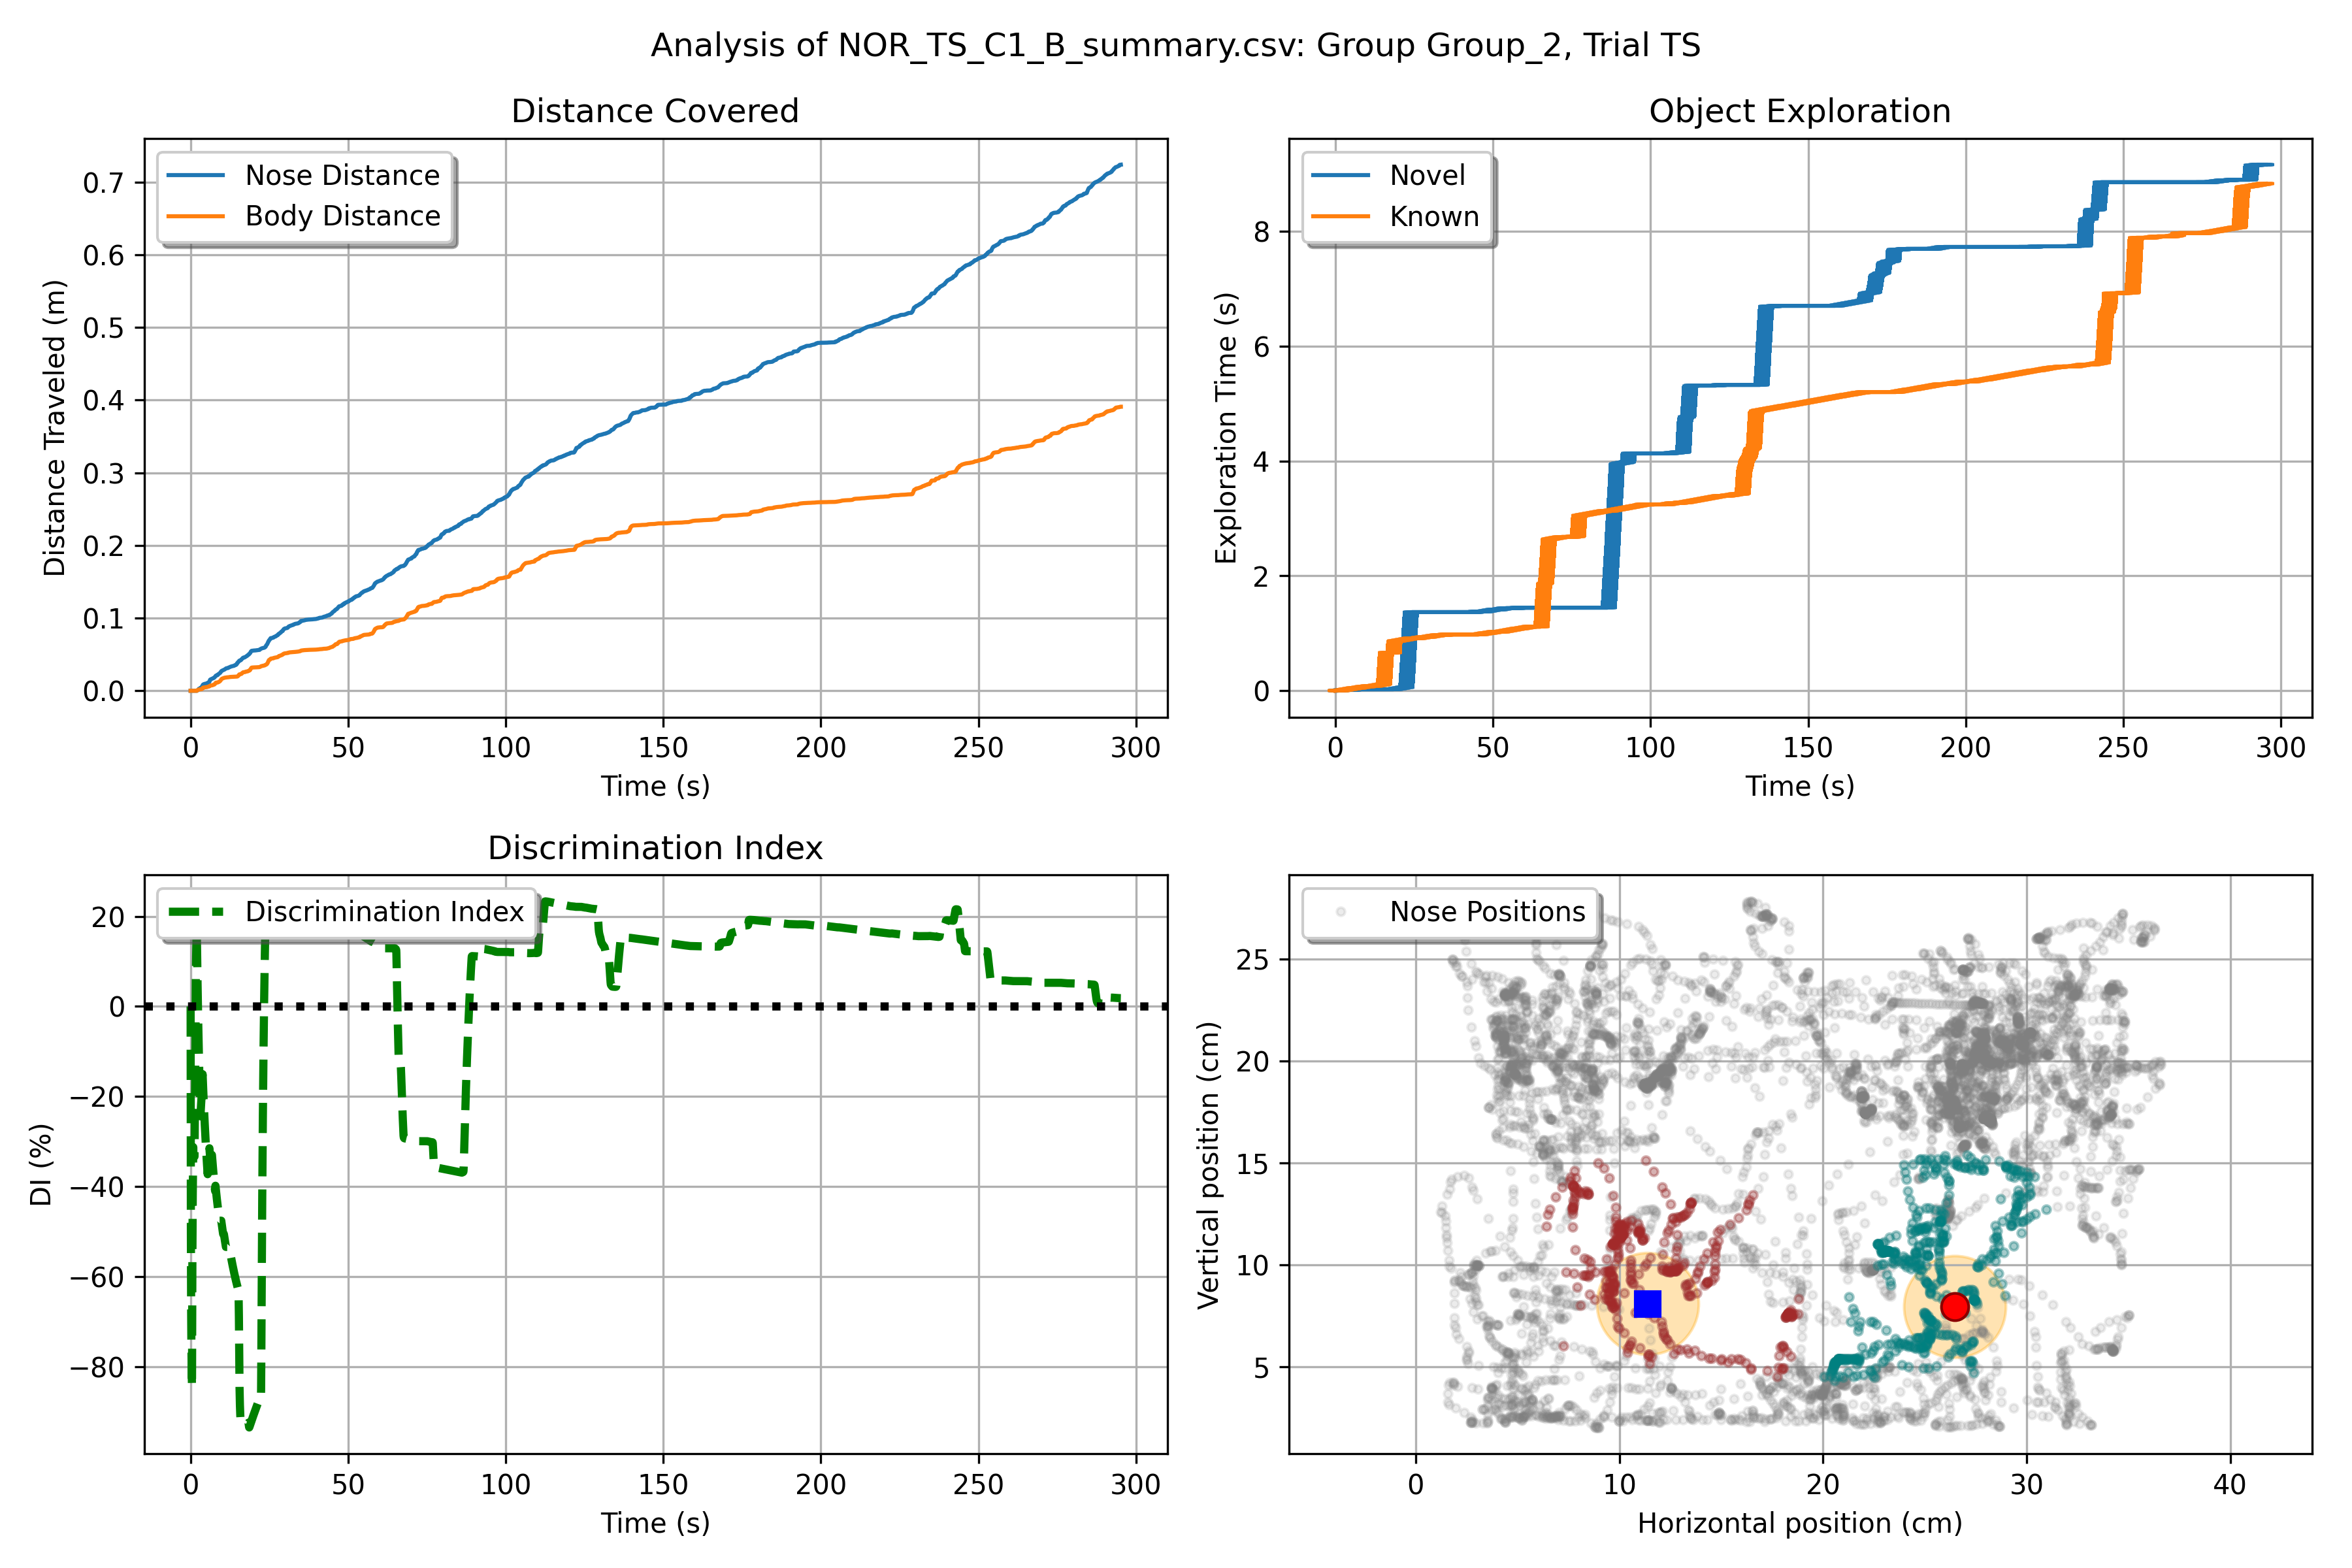 Analysis of NOR_TS_C1_B_summary.csv: Group Group_2, Trial TS
Distance Covered
Nose Distance
Body Distance
Distance Traveled (m)
0.7
0.6
0.5
0.4
0.3
0.2
0.1
0.0
0 50 100 150 200 250 300
Time (s)
Object Exploration
Novel
Known
Exploration Time (s)
8
6
4
2
0
0 50 100 150 200 250 300
Time (s)
Discrimination Index
Discrimination Index
DI (%)
20
0
−20
−40
−60
−80
0 50 100 150 200 250 300
Time (s)
Nose Positions
Vertical position (cm)
25
20
15
10
5
0 10 20 30 40
Horizontal position (cm)